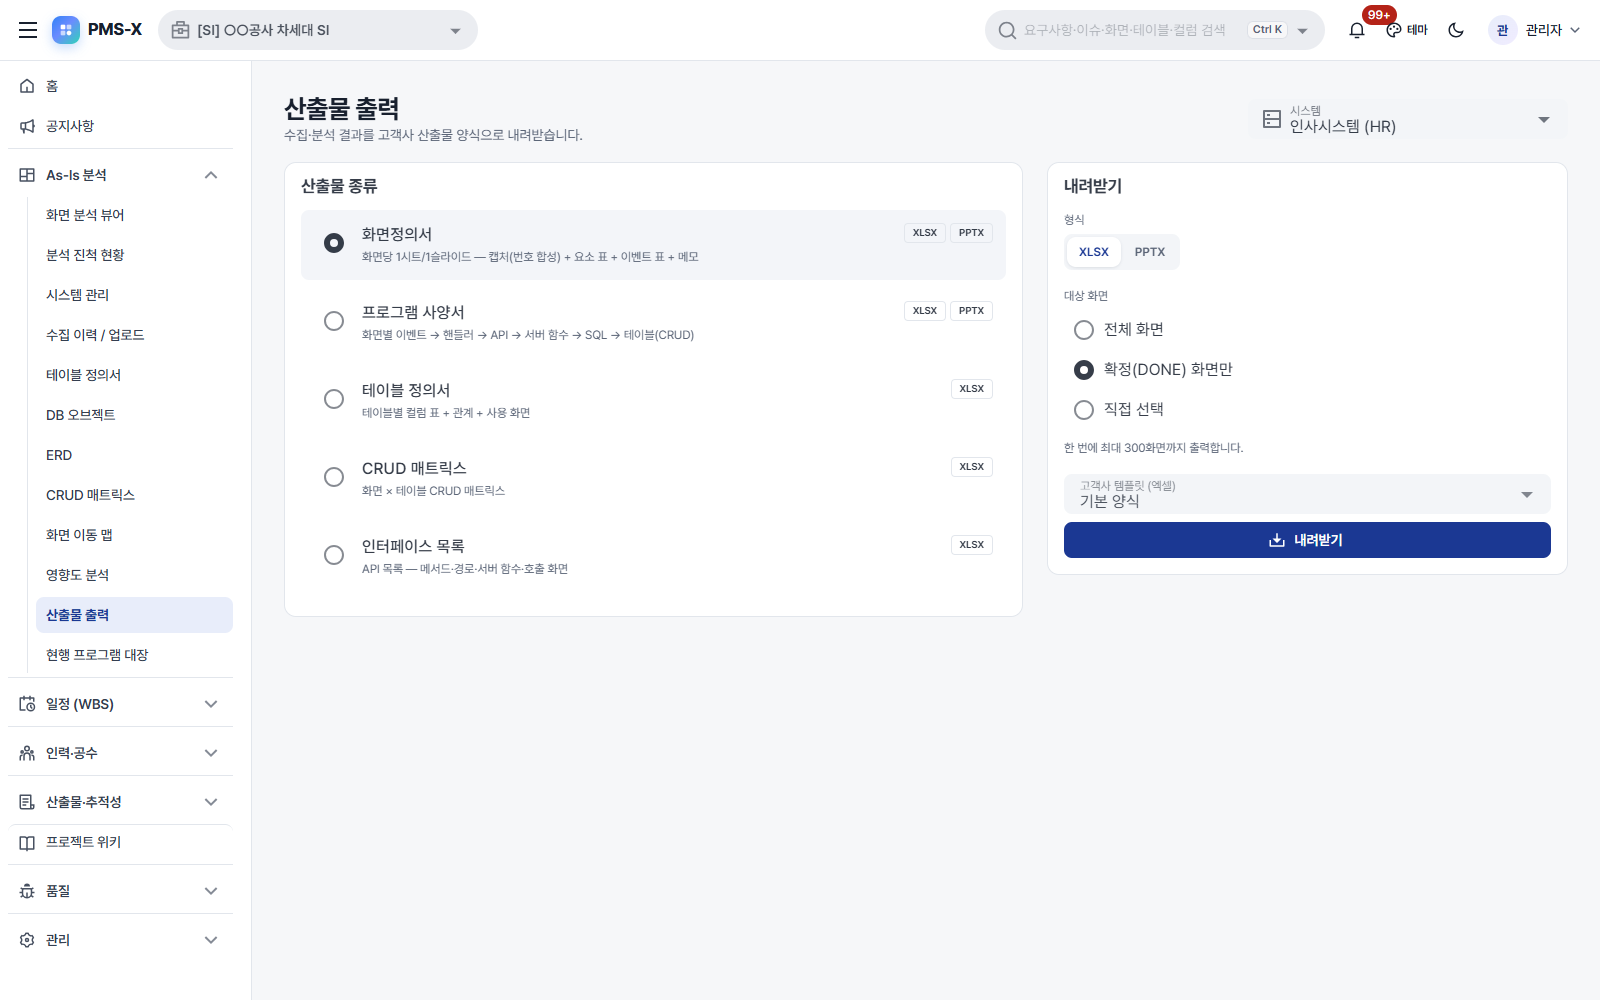 PMS-X
[SI] 〇〇공사 차세대 SI
요구사항·이슈·화면·테이블·컬럼 검색
Ctrl K
99+
테마
관
관리자
홈
공지사항
As-Is 분석
화면 분석 뷰어
분석 진척 현황
시스템 관리
수집 이력 / 업로드
테이블 정의서
DB 오브젝트
ERD
CRUD 매트릭스
화면 이동 맵
영향도 분석
산출물 출력
현행 프로그램 대장
일정 (WBS)
인력·공수
산출물·추적성
프로젝트 위키
품질
관리
산출물 출력
수집·분석 결과를 고객사 산출물 양식으로 내려받습니다.
시스템
인사시스템 (HR)
산출물 종류
화면정의서
XLSX
PPTX
화면당 1시트/1슬라이드 — 캡처(번호 합성) + 요소 표 + 이벤트 표 + 메모
프로그램 사양서
XLSX
PPTX
화면별 이벤트 → 핸들러 → API → 서버 함수 → SQL → 테이블(CRUD)
테이블 정의서
XLSX
테이블별 컬럼 표 + 관계 + 사용 화면
CRUD 매트릭스
XLSX
화면 × 테이블 CRUD 매트릭스
인터페이스 목록
XLSX
API 목록 — 메서드·경로·서버 함수·호출 화면
내려받기
형식
XLSX
PPTX
대상 화면
전체 화면
확정(DONE) 화면만
직접 선택
한 번에 최대 300화면까지 출력합니다.
고객사 템플릿 (엑셀)
기본 양식
내려받기